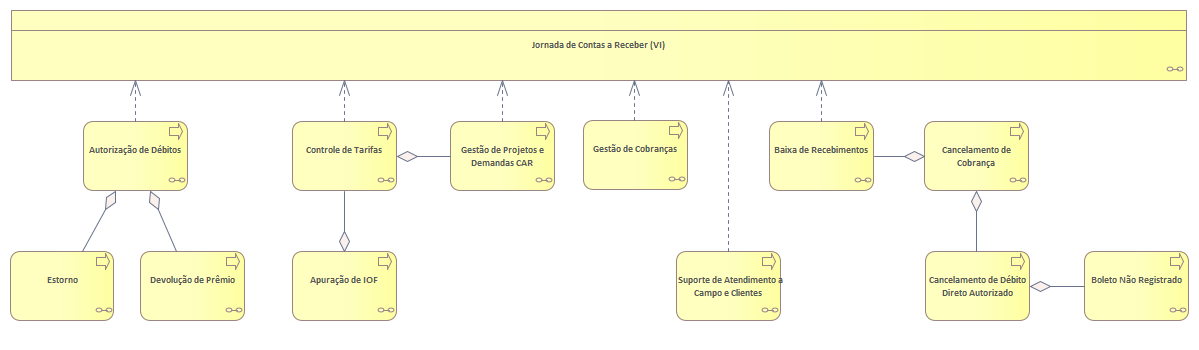 Jornada de Contas a Receber (VI)
Autorização de Débitos
Controle de Tarifas
Gestão de Projetos e
Demandas CAR
Gestão de Cobranças
Baixa de Recebimentos
Cancelamento de
Cobrança
Estorno
Devolução de Prêmio
Apuração de IOF
Suporte de Atendimento a
Campo e Clientes
Cancelamento de Débito
Direto Autorizado
Boleto Não Registrado